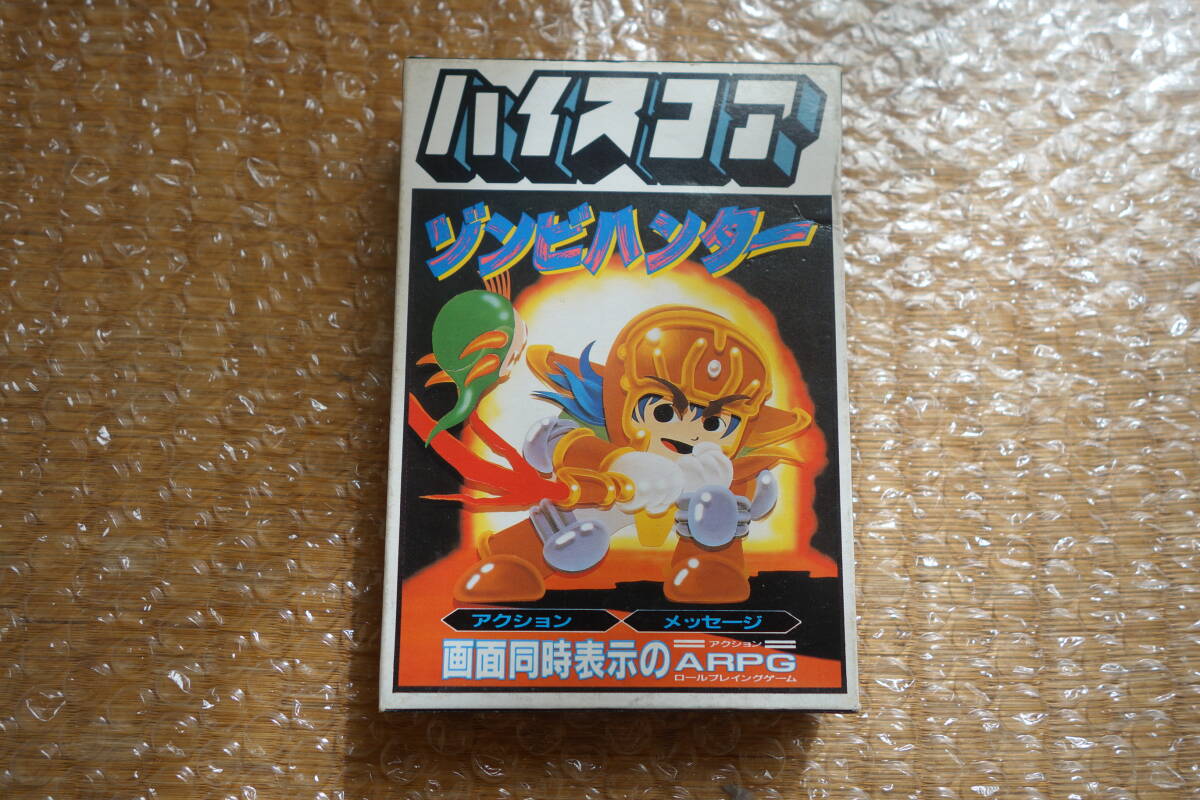 ハイスコア
ゾンビハンター
アクション メッセージ
画面同時表示の ARPG
アクション
ロールプレイングゲーム